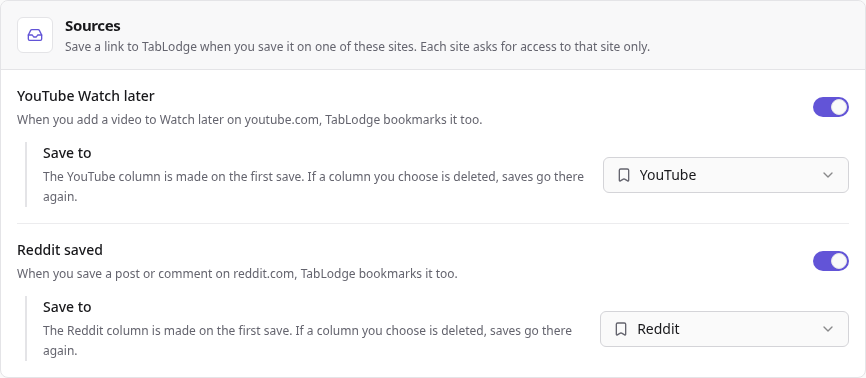 Sources
Save a link to TabLodge when you save it on one of these sites. Each site asks for access to that site only.
YouTube Watch later
When you add a video to Watch later on youtube.com, TabLodge bookmarks it too.
Save to
The YouTube column is made on the first save. If a column you choose is deleted, saves go there
again.
YouTube
Reddit saved
When you save a post or comment on reddit.com, TabLodge bookmarks it too.
Save to
The Reddit column is made on the first save. If a column you choose is deleted, saves go there
again.
Reddit